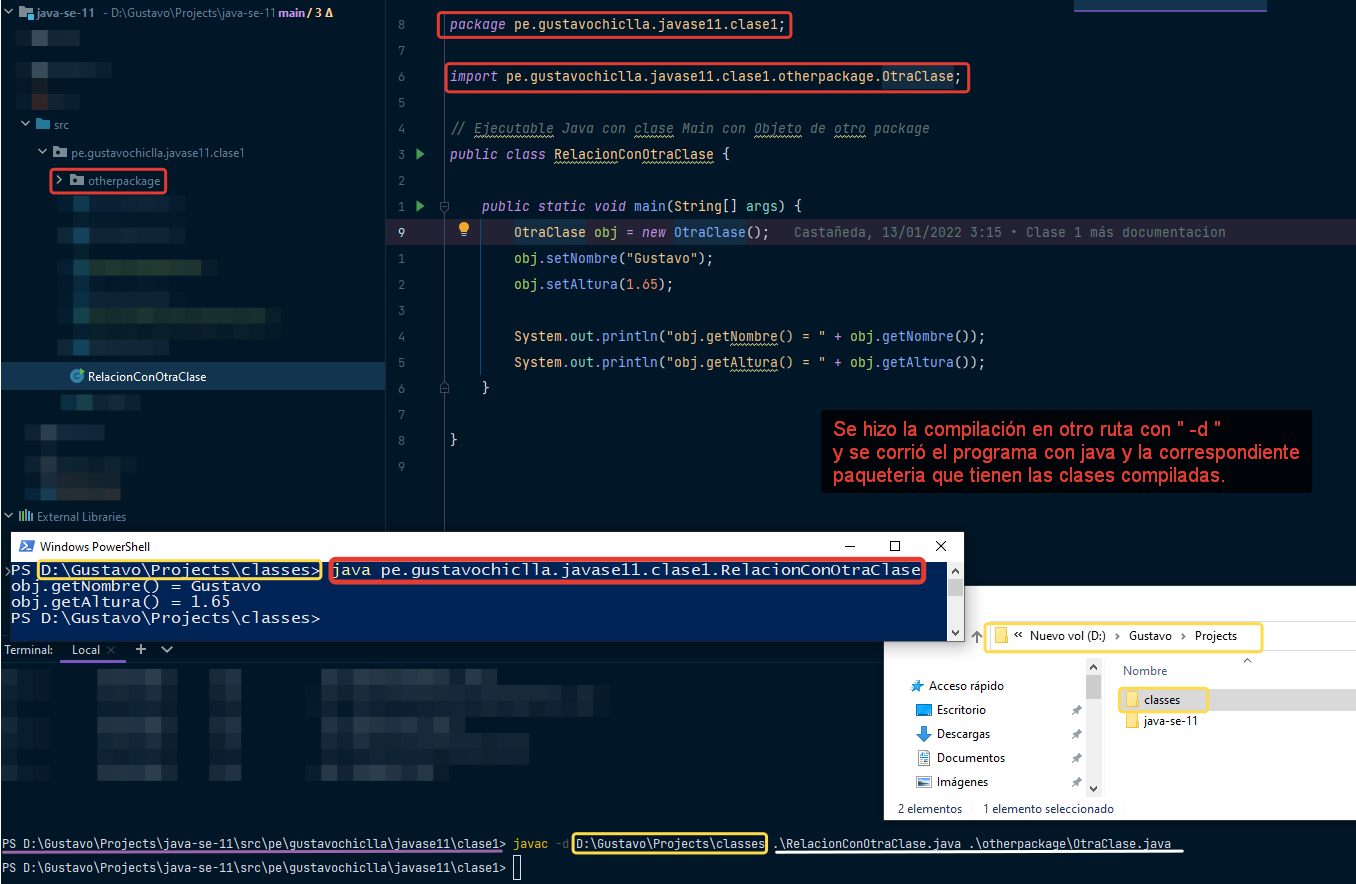 java-se-11 - D:\Gustavo\Projects\java-se-11 main / 3 Δ
src
pe.gustavochiclla.javase11.clase1
otherpackage
RelacionConOtraClase
External Libraries
8 package pe.gustavochiclla.javase11.clase1;
7
6 import pe.gustavochiclla.javase11.clase1.otherpackage.OtraClase;
5
4 // Ejecutable Java con clase Main con Objeto de otro package
3 public class RelacionConOtraClase {
2
1 public static void main(String[] args) {
9 OtraClase obj = new OtraClase(); Castañeda, 13/01/2022 3:15 • Clase 1 más documentacion
1 obj.setNombre("Gustavo");
2 obj.setAltura(1.65);
3
4 System.out.println("obj.getNombre() = " + obj.getNombre());
5 System.out.println("obj.getAltura() = " + obj.getAltura());
6 }
7
8 }
9
Se hizo la compilación en otro ruta con " -d "
y se corrió el programa con java y la correspondiente
paqueteria que tienen las clases compiladas.
Windows PowerShell
PS D:\Gustavo\Projects\classes> java pe.gustavochiclla.javase11.clase1.RelacionConOtraClase
obj.getNombre() = Gustavo
obj.getAltura() = 1.65
PS D:\Gustavo\Projects\classes>
« Nuevo vol (D:) > Gustavo > Projects
Nombre
classes
java-se-11
Acceso rápido
Escritorio
Descargas
Documentos
Imágenes
2 elementos 1 elemento seleccionado
Terminal: Local × +
PS D:\Gustavo\Projects\java-se-11\src\pe\gustavochiclla\javase11\clase1> javac -d D:\Gustavo\Projects\classes .\RelacionConOtraClase.java .\otherpackage\OtraClase.java
PS D:\Gustavo\Projects\java-se-11\src\pe\gustavochiclla\javase11\clase1>